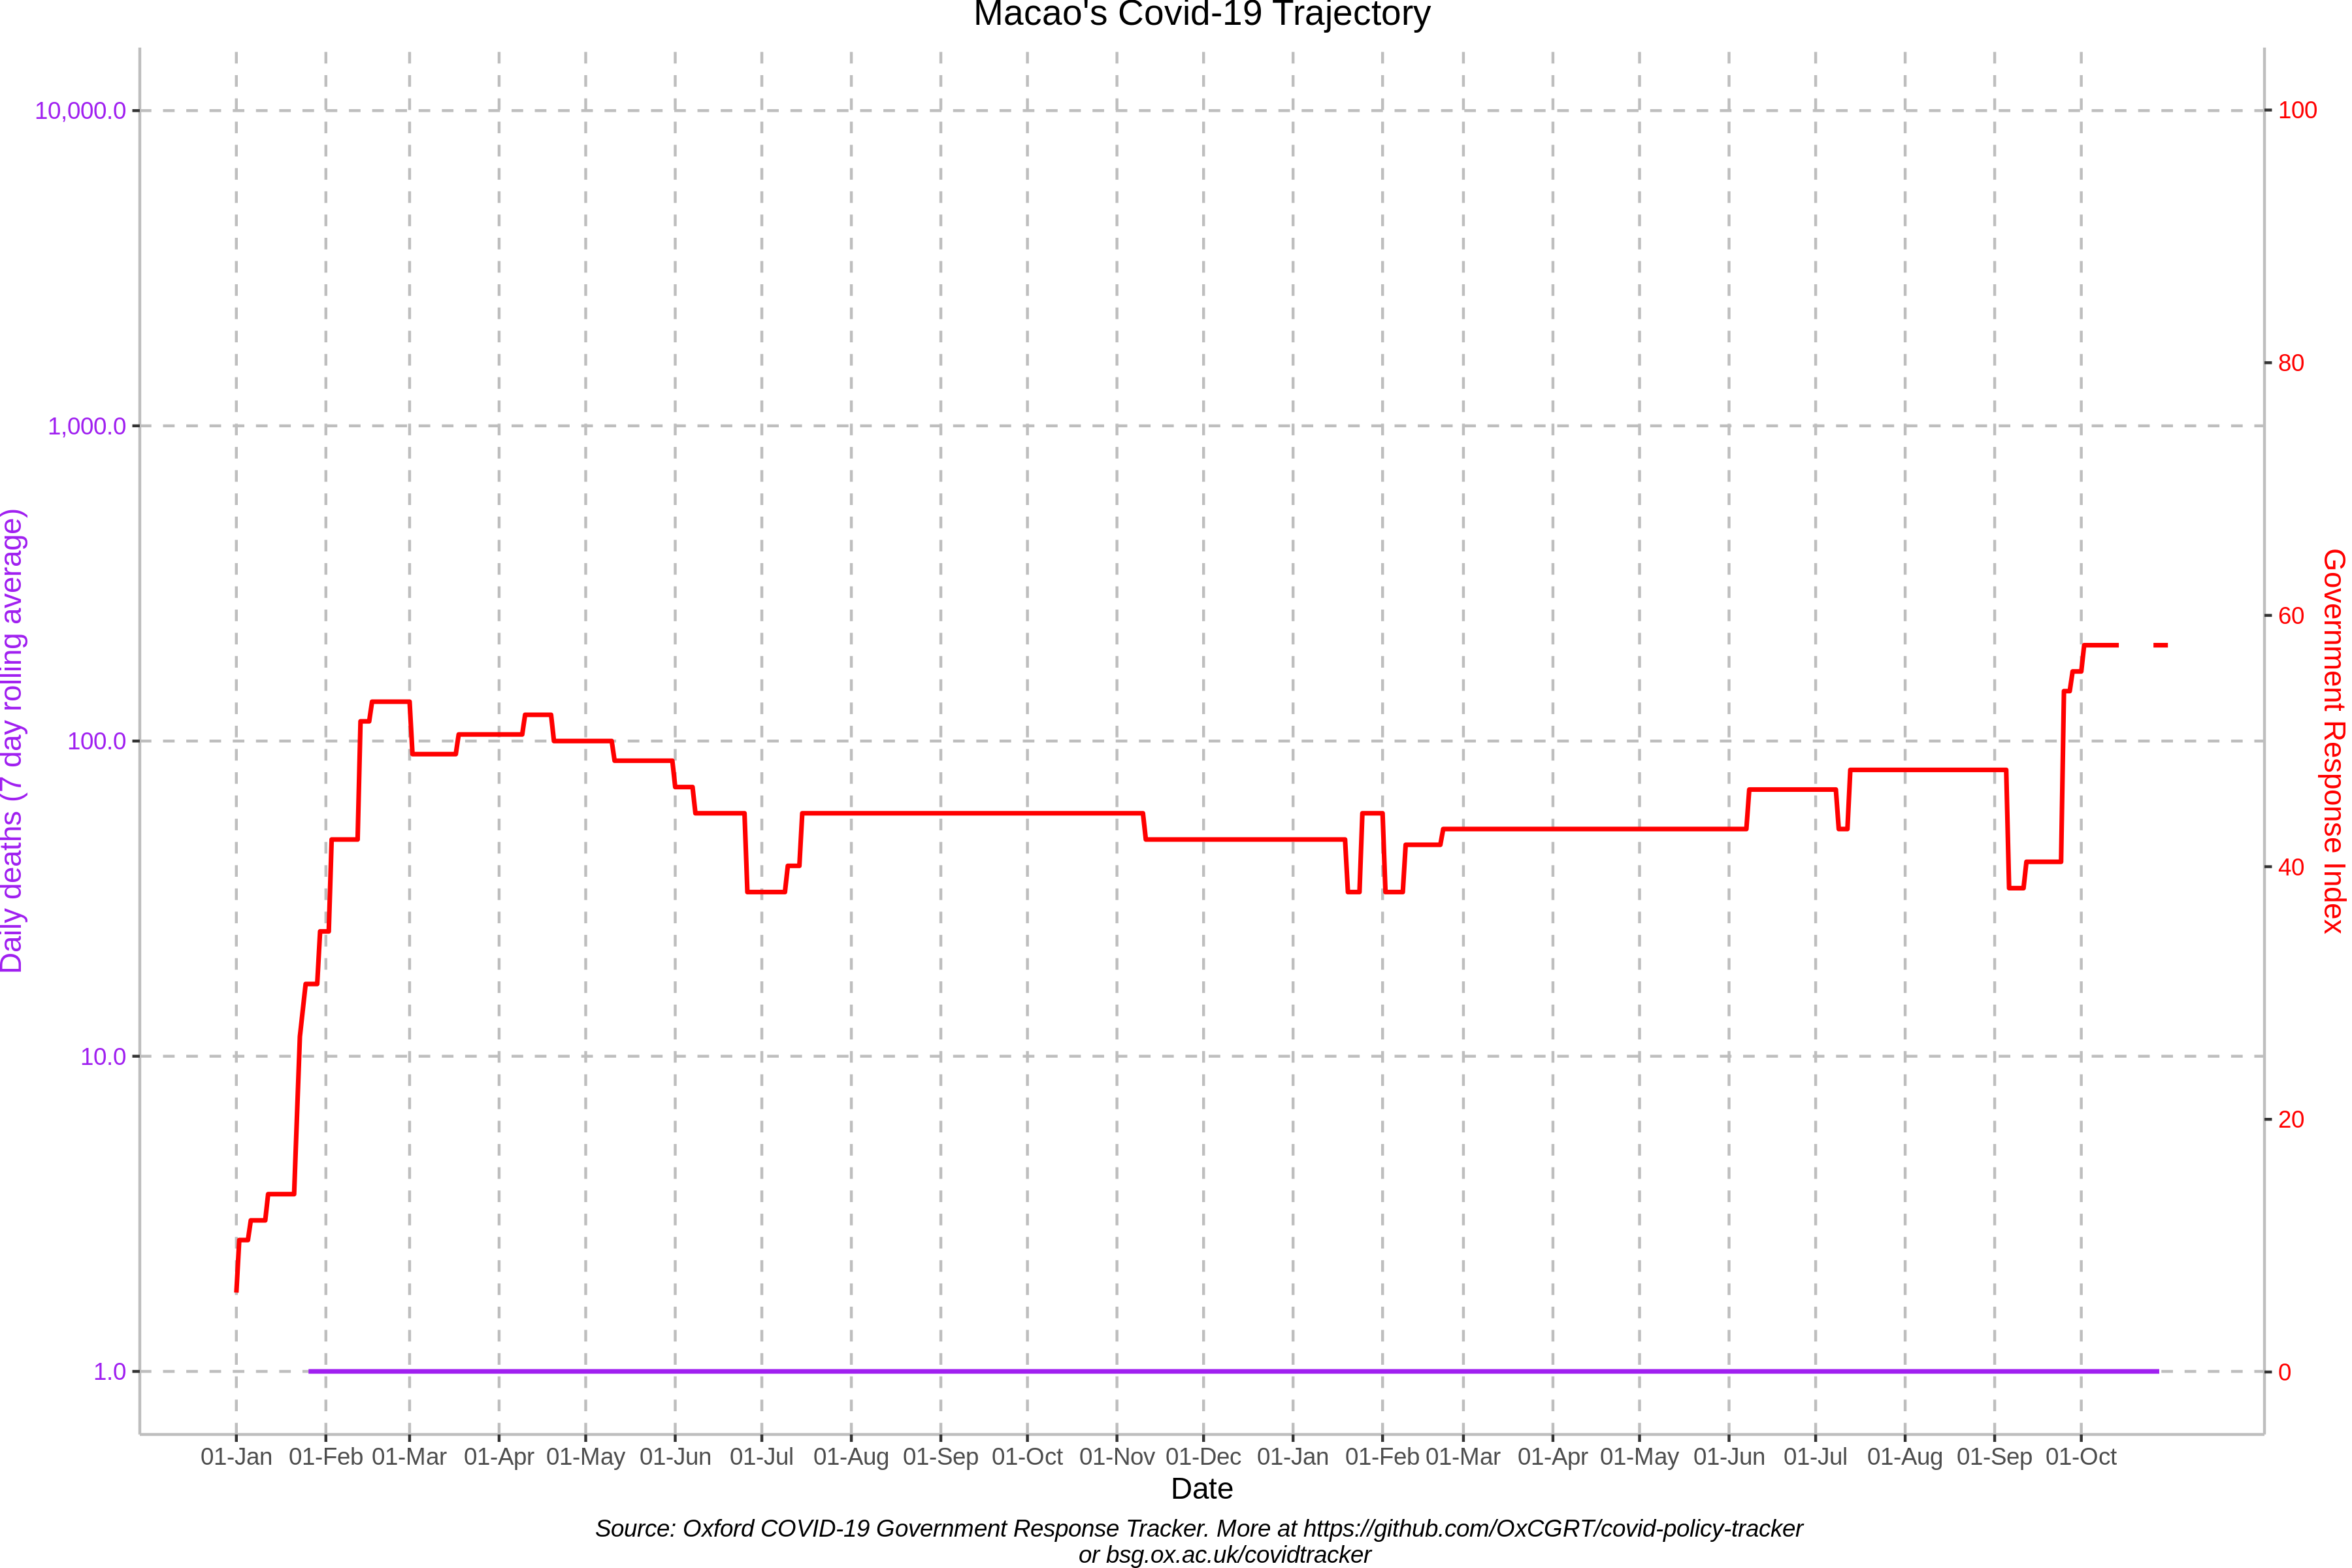 Macao's Covid-19 Trajectory
10,000.0
1,000.0
100.0
10.0
1.0
Daily deaths (7 day rolling average)
100
80
60
40
20
0
Government Response Index
01-Jan 01-Feb 01-Mar 01-Apr 01-May 01-Jun 01-Jul 01-Aug 01-Sep 01-Oct 01-Nov 01-Dec 01-Jan 01-Feb 01-Mar 01-Apr 01-May 01-Jun 01-Jul 01-Aug 01-Sep 01-Oct
Date
Source: Oxford COVID-19 Government Response Tracker. More at https://github.com/OxCGRT/covid-policy-tracker
or bsg.ox.ac.uk/covidtracker